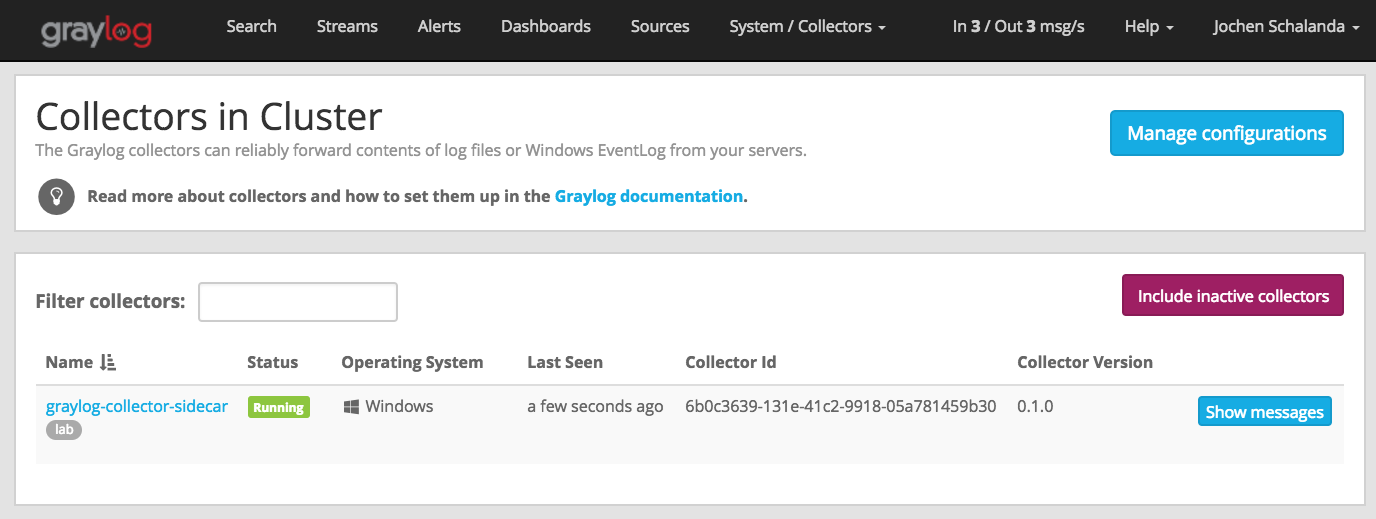 graylog Search Streams Alerts Dashboards Sources System / Collectors In 3 / Out 3 msg/s Help Jochen Schalanda
Collectors in Cluster
Manage configurations
The Graylog collectors can reliably forward contents of log files or Windows EventLog from your servers.
Read more about collectors and how to set them up in the Graylog documentation.
Filter collectors:
Include inactive collectors
Name Status Operating System Last Seen Collector Id Collector Version
graylog-collector-sidecar Running Windows a few seconds ago 6b0c3639-131e-41c2-9918-05a781459b30 0.1.0 Show messages
lab